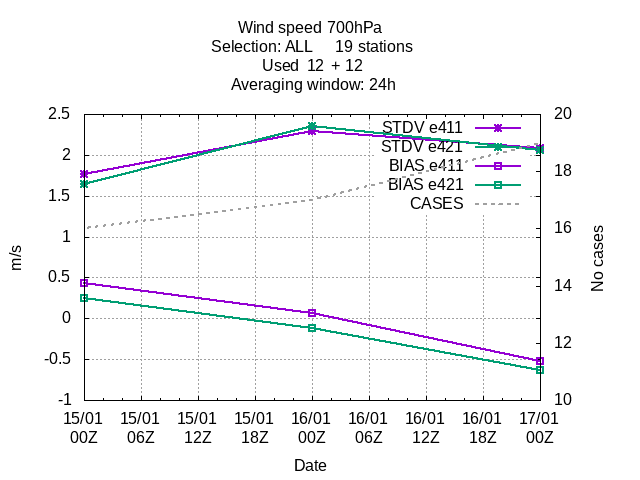 Wind speed 700hPa
Selection: ALL     19 stations
Used  12  + 12
Averaging window: 24h
2.5
2
1.5
1
0.5
0
-0.5
-1
m/s
20
18
16
14
12
10
No cases
STDV e411
STDV e421
BIAS e411
BIAS e421
CASES
15/01 15/01 15/01 15/01 16/01 16/01 16/01 16/01 17/01
00Z 06Z 12Z 18Z 00Z 06Z 12Z 18Z 00Z
Date